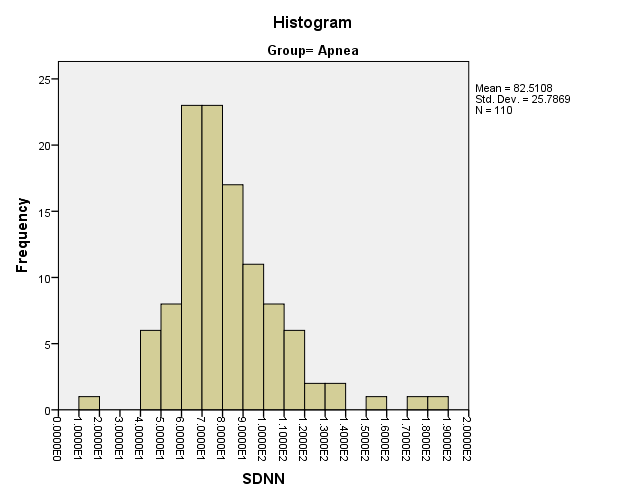 Histogram
Group= Apnea
Mean = 82.5108
Std. Dev. = 25.7869
N = 110
Frequency
25
20
15
10
5
0
0.0000E0
1.0000E1
2.0000E1
3.0000E1
4.0000E1
5.0000E1
6.0000E1
7.0000E1
8.0000E1
9.0000E1
1.0000E2
1.1000E2
1.2000E2
1.3000E2
1.4000E2
1.5000E2
1.6000E2
1.7000E2
1.8000E2
1.9000E2
2.0000E2
SDNN